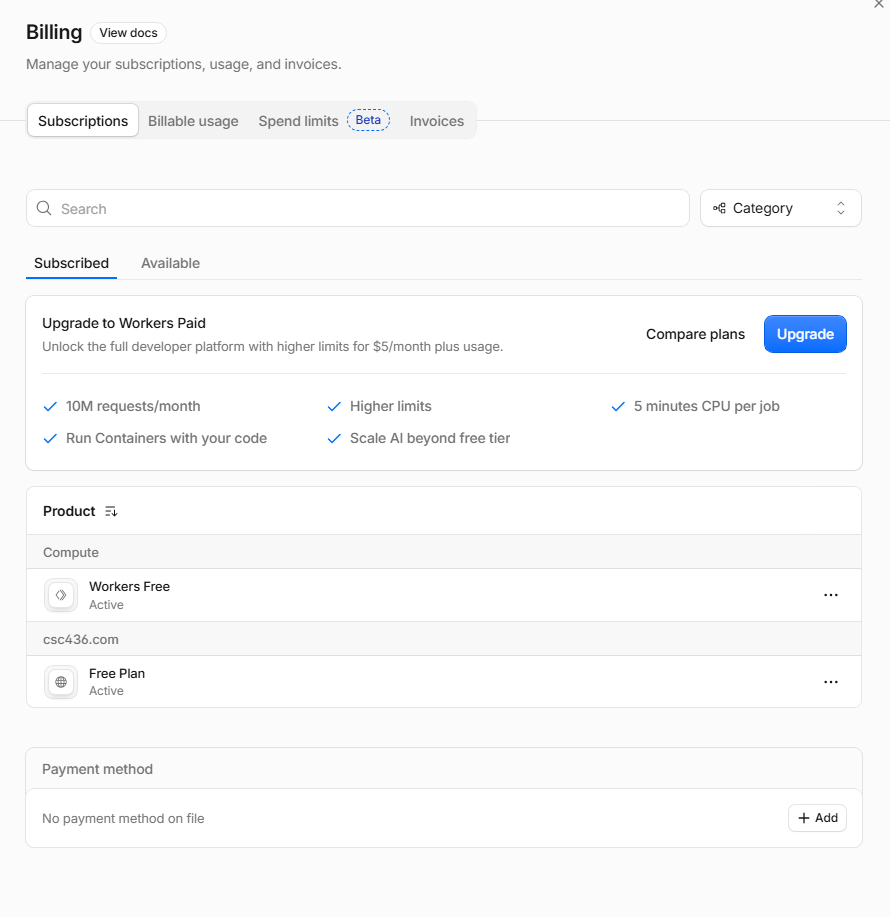 Billing View docs
Manage your subscriptions, usage, and invoices.
Subscriptions Billable usage Spend limits Beta Invoices
Search Category
Subscribed Available
Upgrade to Workers Paid
Unlock the full developer platform with higher limits for $5/month plus usage.
Compare plans Upgrade
10M requests/month Higher limits 5 minutes CPU per job
Run Containers with your code Scale AI beyond free tier
Product
Compute
Workers Free
Active
csc436.com
Free Plan
Active
Payment method
No payment method on file Add